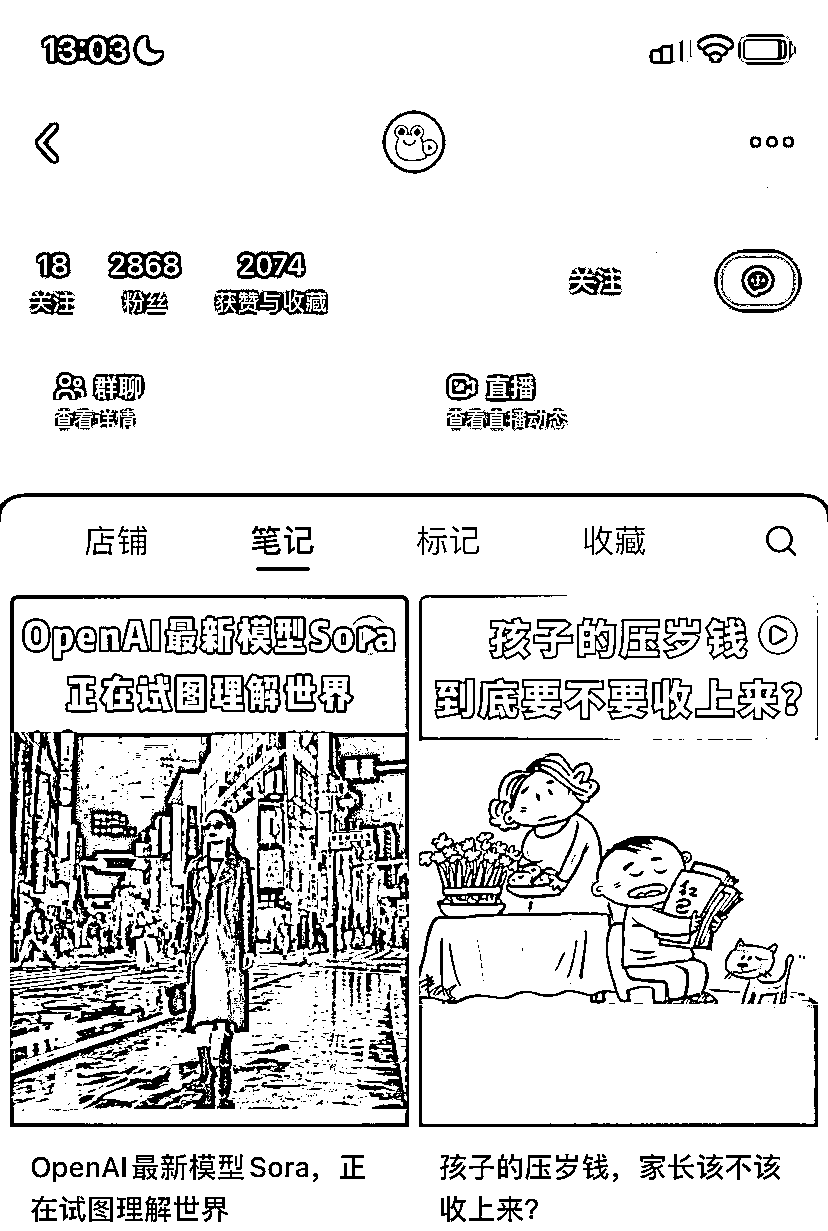 13:03
18 2868 2074
关注 粉丝 获赞与收藏 关注
群聊 直播
查看详情 查看直播动态
店铺 笔记 标记 收藏
OpenAI最新模型Sora
正在试图理解世界
孩子的压岁钱
到底要不要收上来?
OpenAI最新模型Sora，正
在试图理解世界
孩子的压岁钱，家长该不该
收上来?